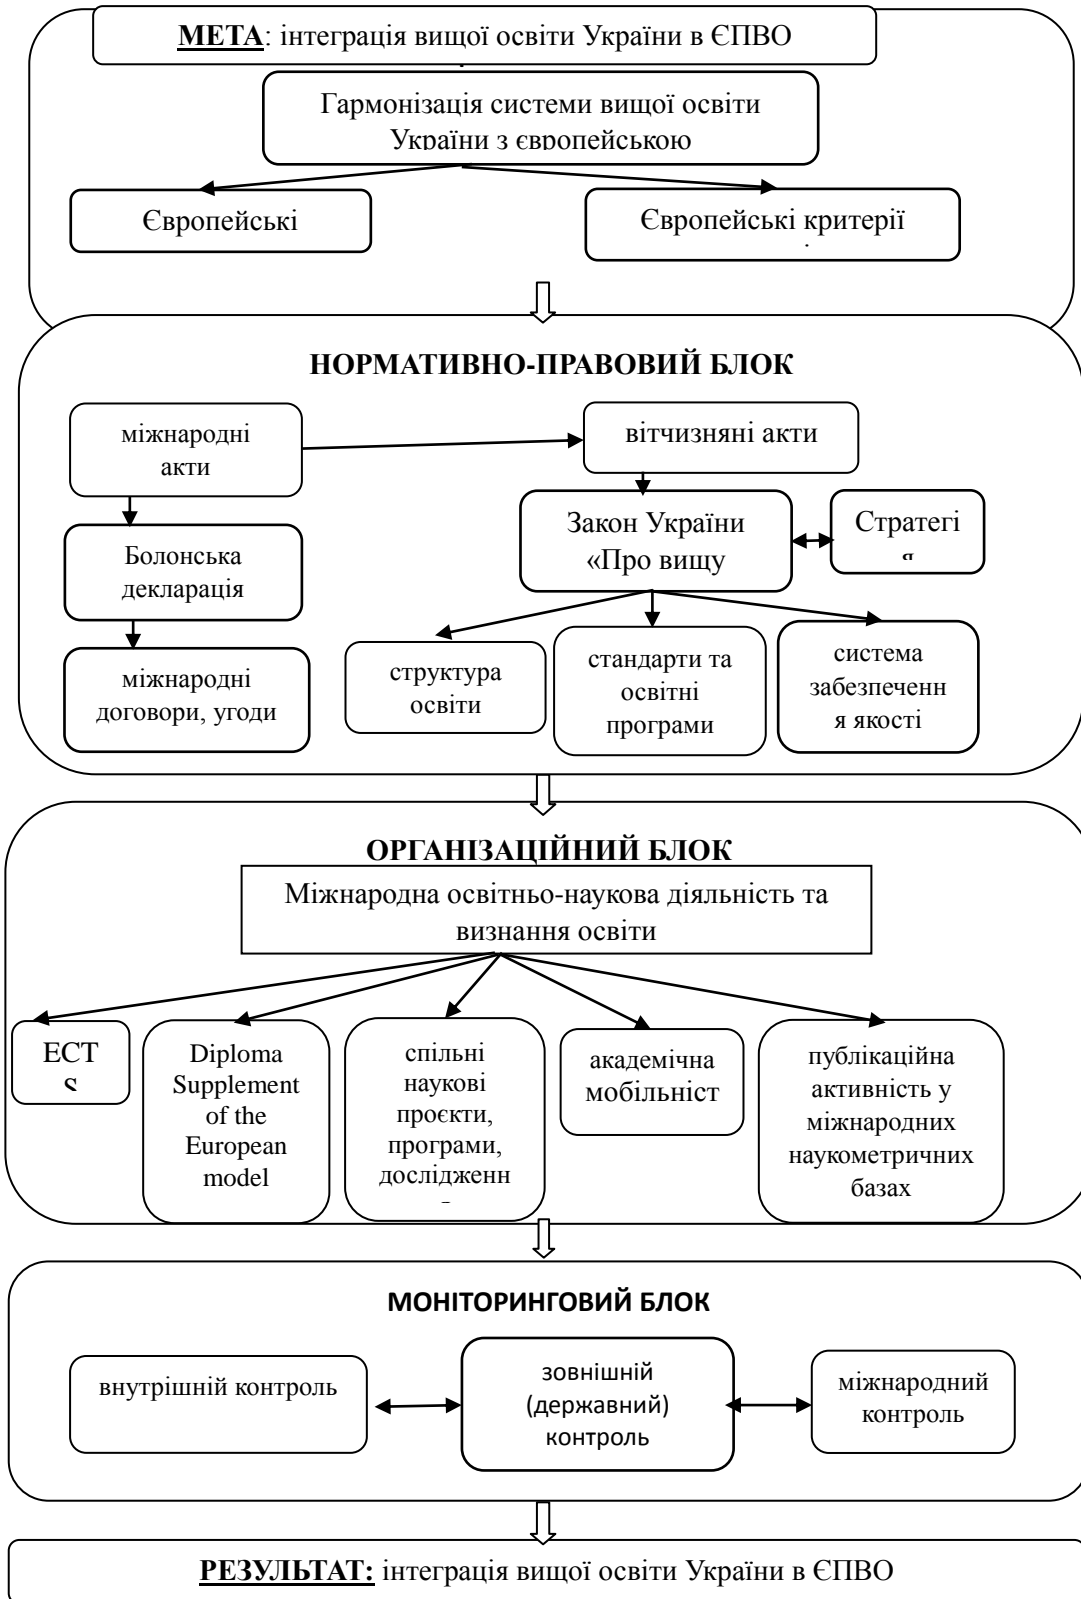 МЕТА: інтеграція вищої освіти України в ЄПВО
Гармонізація системи вищої освіти
України з європейською
Європейські
Європейські критерії
НОРМАТИВНО-ПРАВОВИЙ БЛОК
міжнародні
акти
вітчизняні акти
Болонська
декларація
Закон України
«Про вищу
Стратегі
я
міжнародні
договори, угоди
структура
освіти
стандарти та
освітні
програми
система
забезпеченн
я якості
ОРГАНІЗАЦІЙНИЙ БЛОК
Міжнародна освітньо-наукова діяльність та
визнання освіти
ECT
S
Diploma
Supplement
of the
European
model
спільні
наукові
проєкти,
програми,
дослідженн
академічна
мобільніст
публікаційна
активність у
міжнародних
наукометричних
базах
МОНІТОРИНГОВИЙ БЛОК
внутрішній контроль
зовнішній
(державний)
контроль
міжнародний
контроль
РЕЗУЛЬТАТ: інтеграція вищої освіти України в ЄПВО